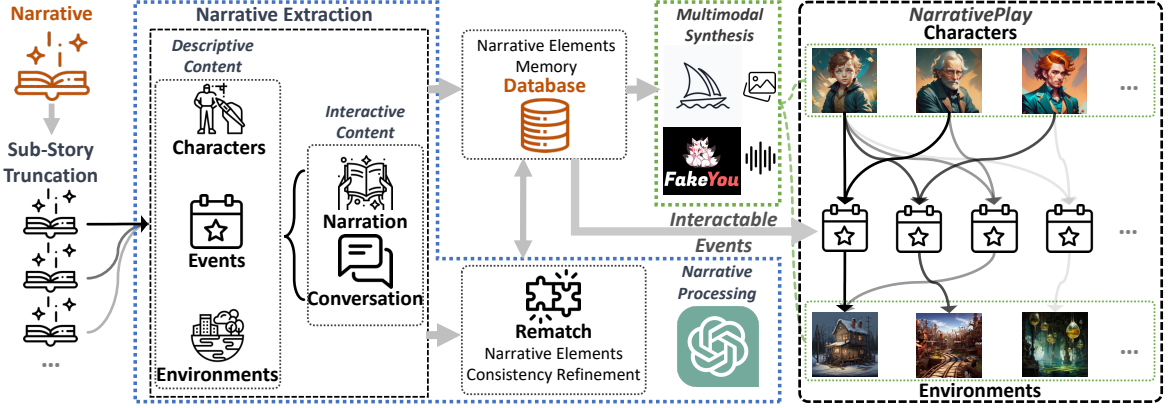 Narrative
Sub-Story
Truncation
...
Narrative Extraction
Descriptive
Content
Characters
Events
Environments
Interactive
Content
Narration
Conversation
Narrative Elements
Memory
Database
Rematch
Narrative Elements
Consistency Refinement
Narrative
Processing
Multimodal
Synthesis
FakeYou
Interactable
Events
NarrativePlay
Characters
...
...
...
Environments